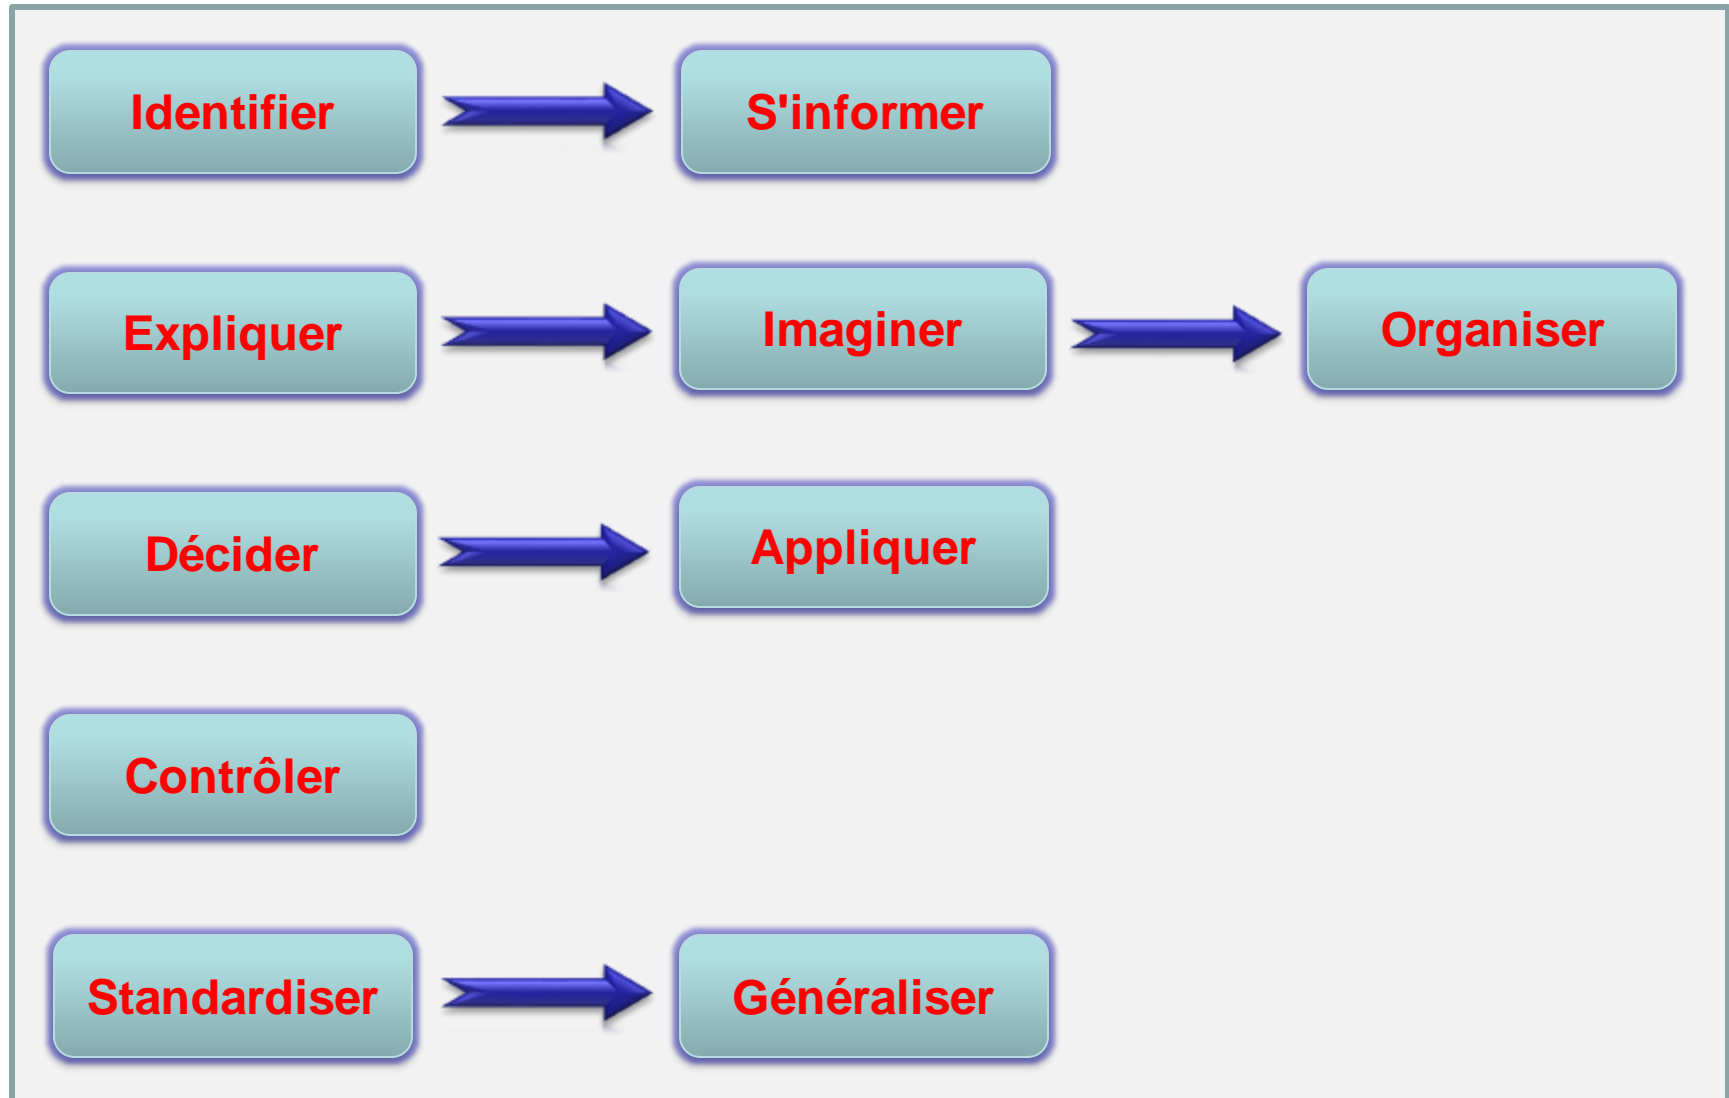 Identifier
S'informer
Expliquer
Imaginer
Organiser
Décider
Appliquer
Contrôler
Standardiser
Généraliser